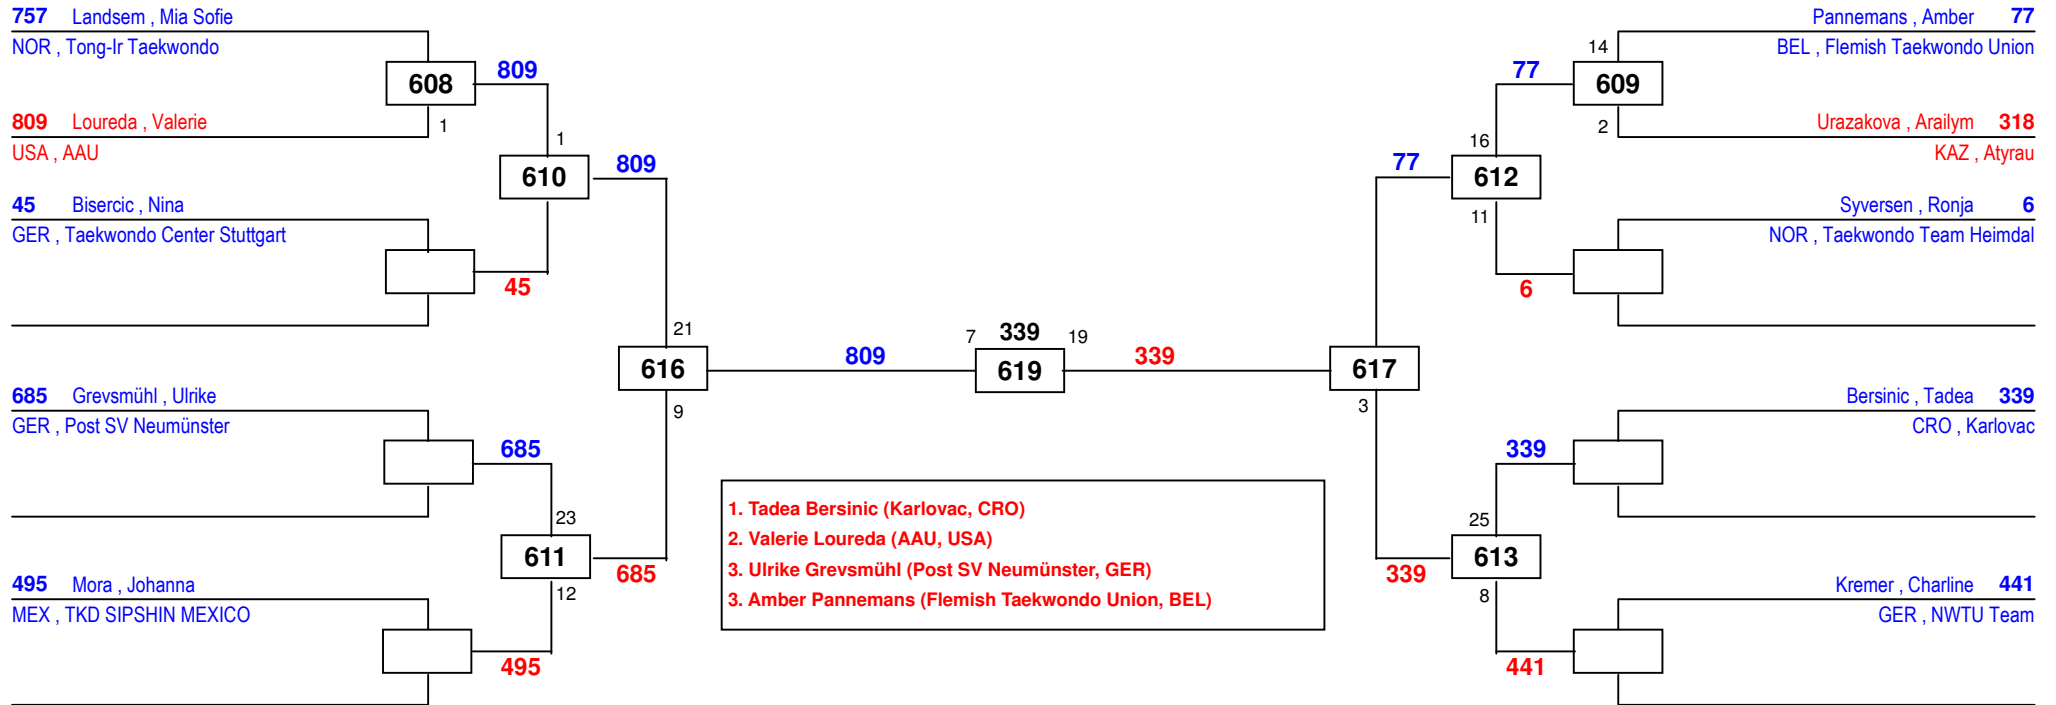 757 Landsem , Mia Sofie
NOR , Tong-Ir Taekwondo
608
809
809 Loureda , Valerie
1
USA , AAU
1
610
809
45 Bisercic , Nina
GER , Taekwondo Center Stuttgart
45
21
616
809
9
685 Grevsmühl , Ulrike
GER , Post SV Neumünster
685
23
611
685
12
495 Mora , Johanna
MEX , TKD SIPSHIN MEXICO
495
7 339 19
619
339
1. Tadea Bersinic (Karlovac, CRO)
2. Valerie Loureda (AAU, USA)
3. Ulrike Grevsmühl (Post SV Neumünster, GER)
3. Amber Pannemans (Flemish Taekwondo Union, BEL)
Pannemans , Amber 77
14
BEL , Flemish Taekwondo Union
77
609
Urazakova , Arailym 318
2
KAZ , Atyrau
16
77
612
11
Syversen , Ronja 6
NOR , Taekwondo Team Heimdal
6
617
3
Bersinic , Tadea 339
CRO , Karlovac
339
25
613
339
8
Kremer , Charline 441
GER , NWTU Team
441